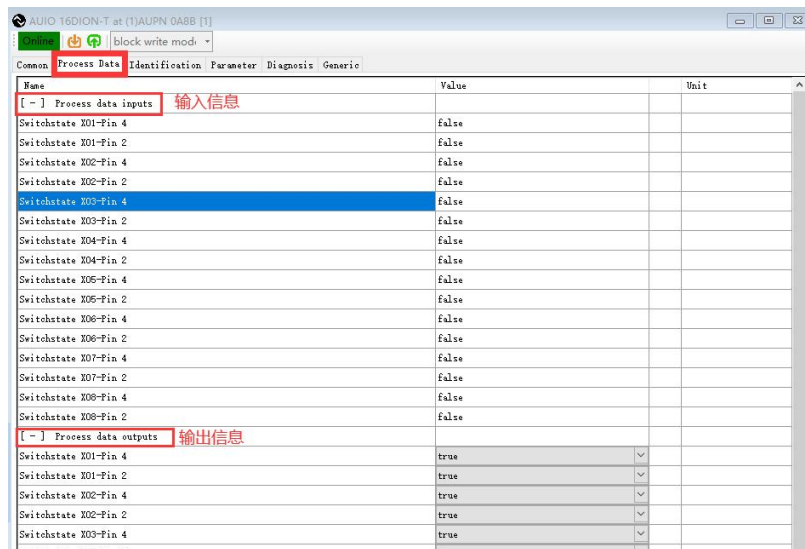 AUIO 16DION-T at (1)AUPN 0A8B [1]
Online block write mod
Common Process Data Identification Parameter Diagnosis Generic
Name Value Unit
[ - ] Process data inputs 输入信息
Switchstate X01-Pin 4 false
Switchstate X01-Pin 2 false
Switchstate X02-Pin 4 false
Switchstate X02-Pin 2 false
Switchstate X03-Pin 4 false
Switchstate X03-Pin 2 false
Switchstate X04-Pin 4 false
Switchstate X04-Pin 2 false
Switchstate X05-Pin 4 false
Switchstate X05-Pin 2 false
Switchstate X06-Pin 4 false
Switchstate X06-Pin 2 false
Switchstate X07-Pin 4 false
Switchstate X07-Pin 2 false
Switchstate X08-Pin 4 false
Switchstate X08-Pin 2 false
[ - ] Process data outputs 输出信息
Switchstate X01-Pin 4 true
Switchstate X01-Pin 2 true
Switchstate X02-Pin 4 true
Switchstate X02-Pin 2 true
Switchstate X03-Pin 4 true